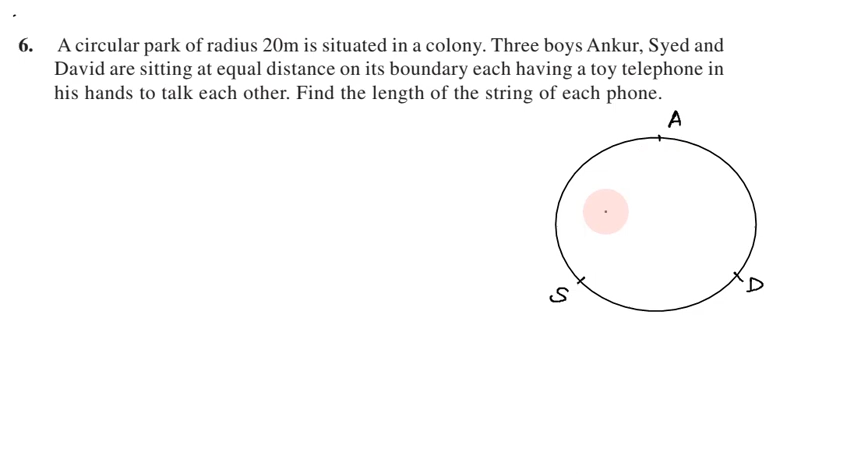 6. A circular park of radius 20m is situated in a colony. Three boys Ankur, Syed and
David are sitting at equal distance on its boundary each having a toy telephone in
his hands to talk each other. Find the length of the string of each phone.
A
S
D